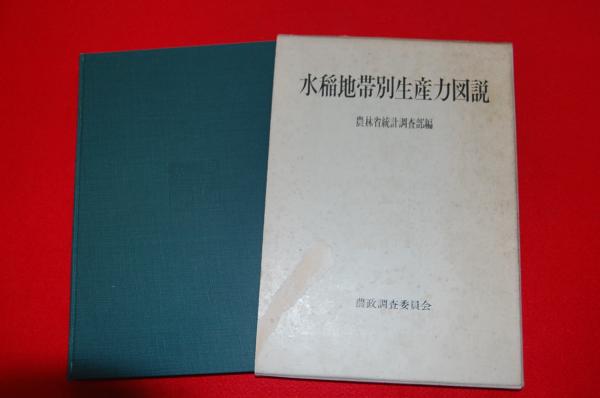 水稲地帯別生産力図説
農林省統計調査部編
農政調査委員会